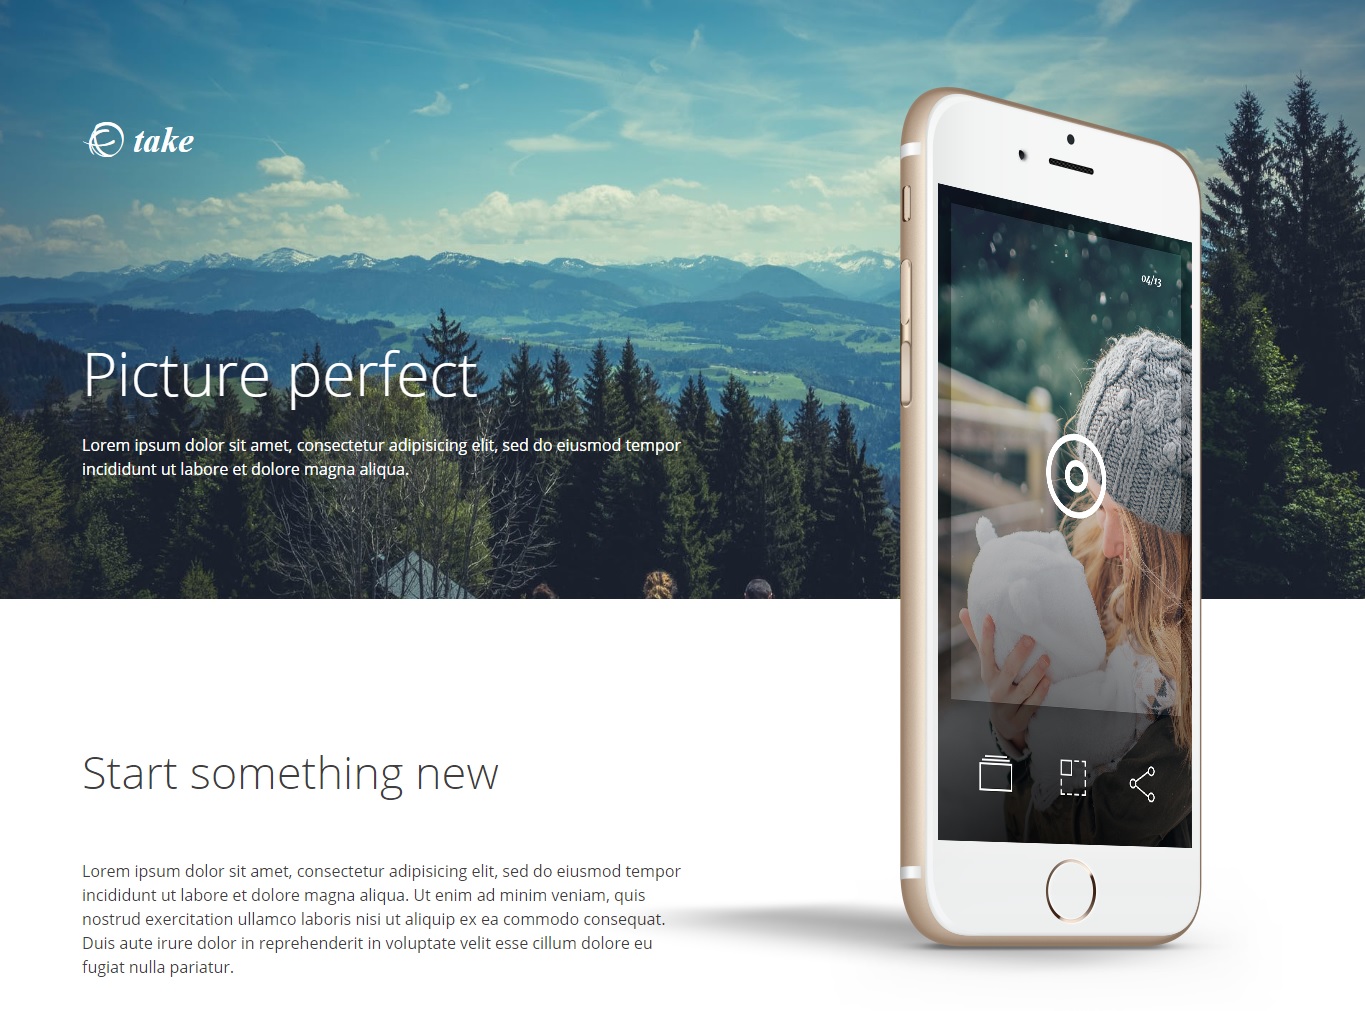 take
04/13
Picture perfect
Lorem ipsum dolor sit amet, consectetur adipisicing elit, sed do eiusmod tempor
incididunt ut labore et dolore magna aliqua.
Start something new
Lorem ipsum dolor sit amet, consectetur adipisicing elit, sed do eiusmod tempor
incididunt ut labore et dolore magna aliqua. Ut enim ad minim veniam, quis
nostrud exercitation ullamco laboris nisi ut aliquip ex ea commodo consequat.
Duis aute irure dolor in reprehenderit in voluptate velit esse cillum dolore eu
fugiat nulla pariatur.